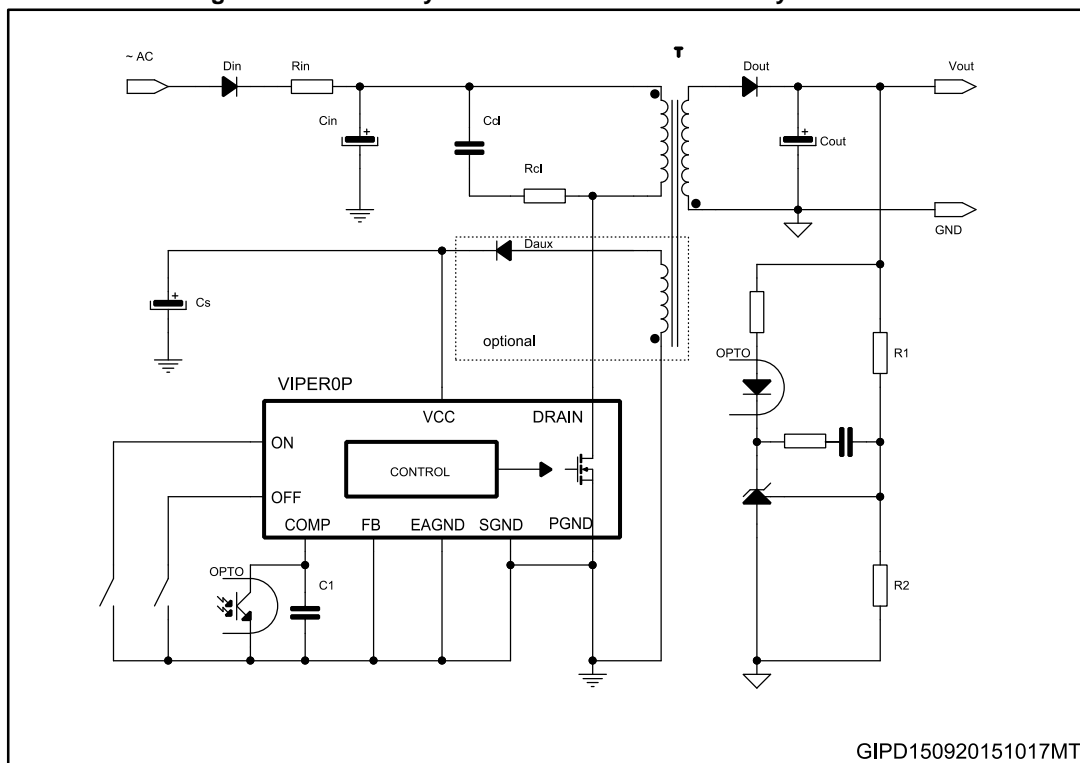 ~ AC
Din
Rin
T
Dout
Vout
Cin
+
Ccl
+
Cout
Rcl
GND
Daux
+
Cs
optional
OPTO
R1
VIPER0P
VCC
DRAIN
ON
CONTROL
OFF
COMP
FB
EAGND
SGND
PGND
OPTO
C1
R2
GIPD150920151017MT